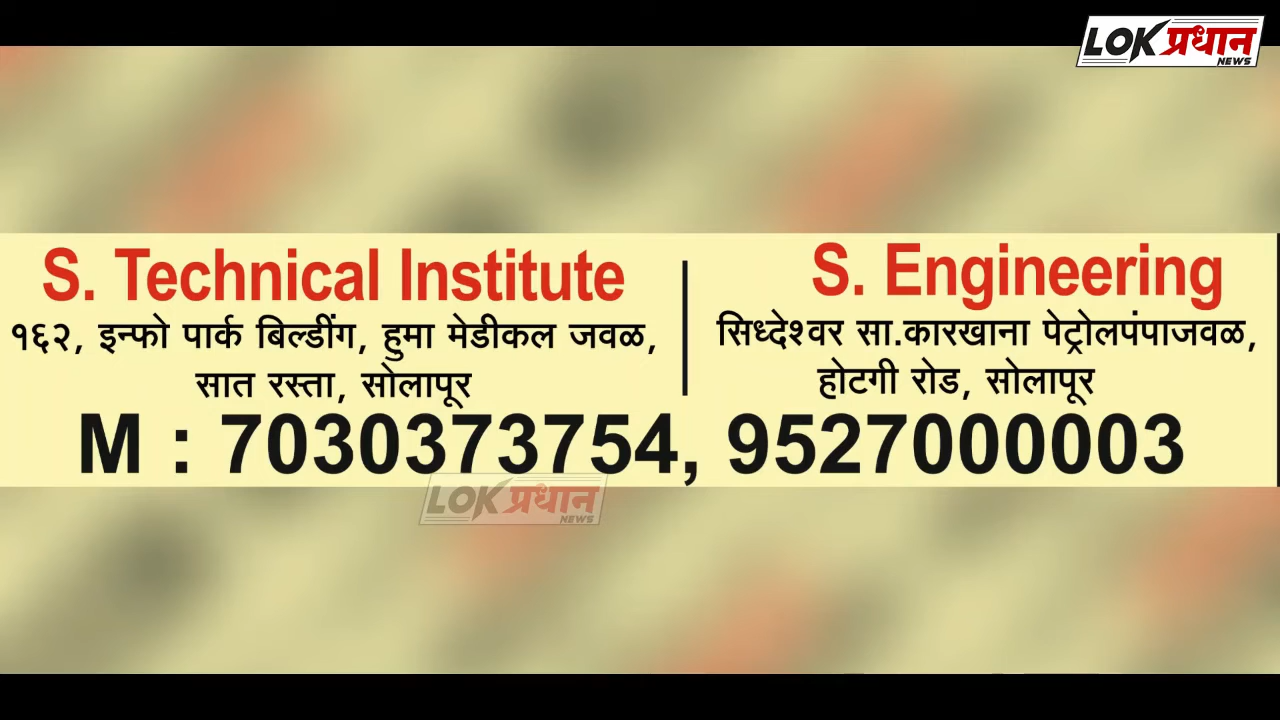 LOK प्रधान
NEWS
S. Technical Institute
१६२, इन्फो पार्क बिल्डींग, हुमा मेडीकल जवळ,
सात रस्ता, सोलापूर
S. Engineering
सिध्देश्वर सा.कारखाना पेट्रोलपंपाजवळ,
होटगी रोड, सोलापूर
M : 7030373754, 9527000003
LOK प्रधान
NEWS